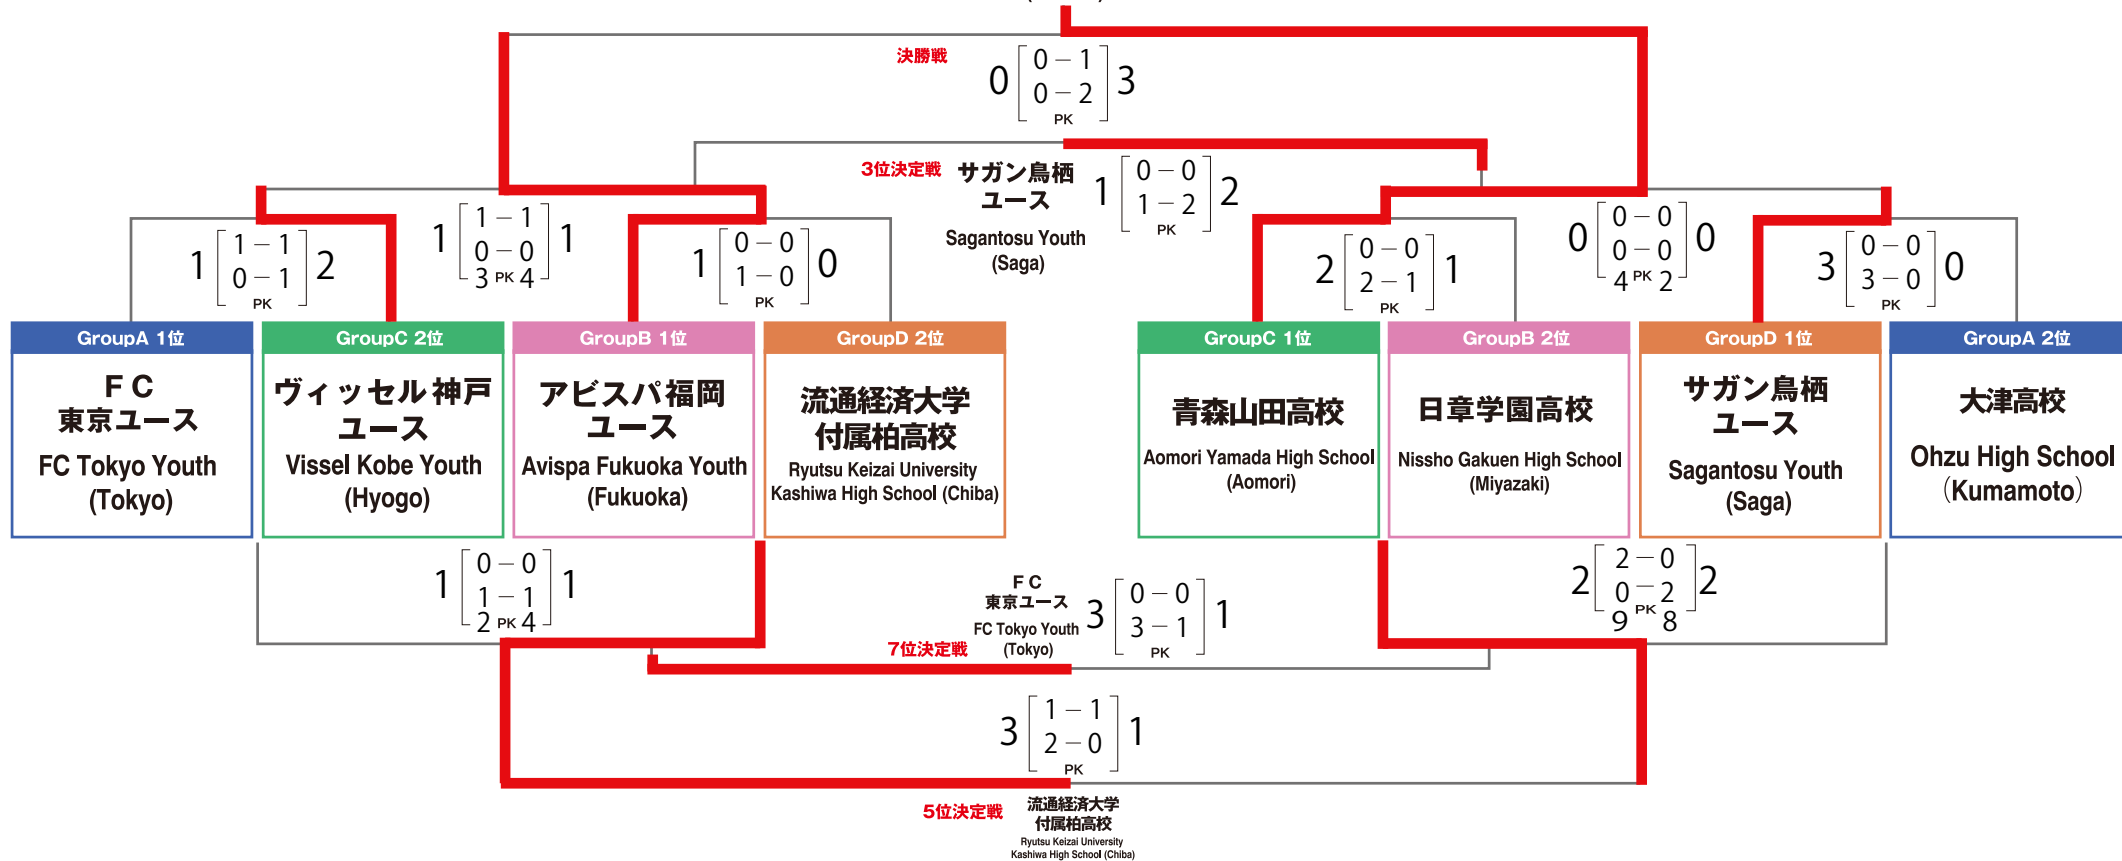 決勝戦
0 0 − 1 3
0 − 2
PK
3位決定戦
サガン鳥栖
ユース
Sagantosu Youth
(Saga)
1 0 − 0 2
1 − 2
PK
1 1 − 1 2
0 − 1
PK
1 1 − 1 1
0 − 0
3 PK 4
1 0 − 0 0
1 − 0
PK
2 0 − 0 1
2 − 1
PK
0 0 − 0 0
0 − 0
4 PK 2
3 0 − 0 0
3 − 0
PK
GroupA 1位
FC
東京ユース
FC Tokyo Youth
(Tokyo)
GroupC 2位
ヴィッセル神戸
ユース
Vissel Kobe Youth
(Hyogo)
GroupB 1位
アビスパ福岡
ユース
Avispa Fukuoka Youth
(Fukuoka)
GroupD 2位
流通経済大学
付属柏高校
Ryutsu Keizai University
Kashiwa High School (Chiba)
GroupC 1位
青森山田高校
Aomori Yamada High School
(Aomori)
GroupB 2位
日章学園高校
Nissho Gakuen High School
(Miyazaki)
GroupD 1位
サガン鳥栖
ユース
Sagantosu Youth
(Saga)
GroupA 2位
大津高校
Ohzu High School
(Kumamoto)
1 0 − 0 1
1 − 1
2 PK 4
FC
東京ユース
FC Tokyo Youth
(Tokyo)
7位決定戦
3 0 − 0 1
3 − 1
PK
2 2 − 0 2
0 − 2
PK
9 8
3 1 − 1 1
2 − 0
PK
5位決定戦
流通経済大学
付属柏高校
Ryutsu Keizai University
Kashiwa High School (Chiba)